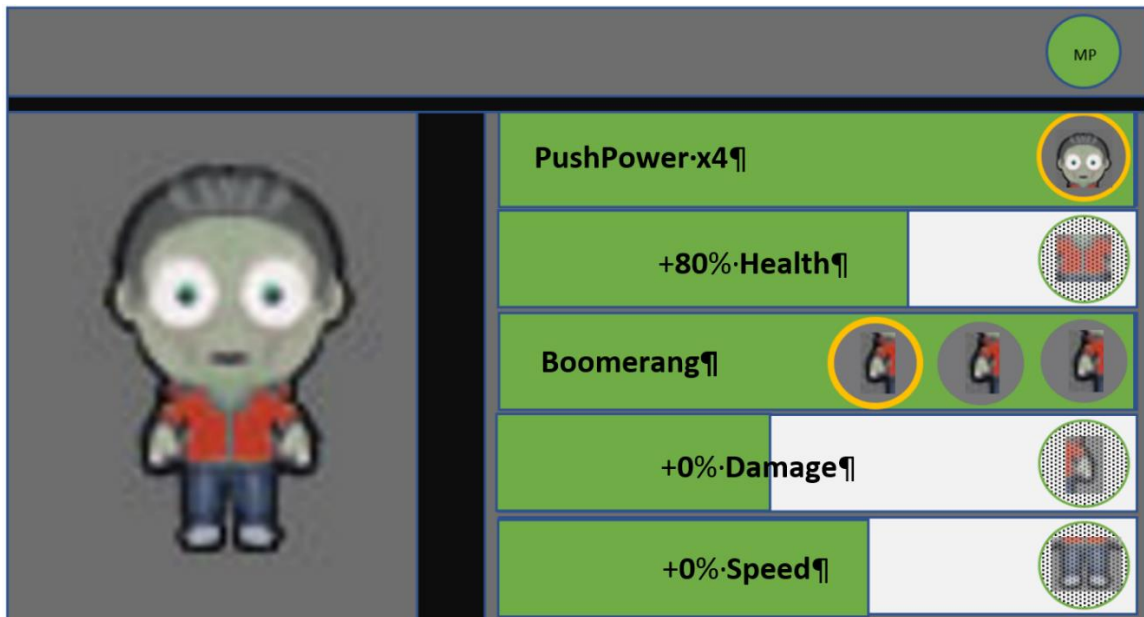 MP
PushPower·x4¶
+80%·Health¶
Boomerang¶
+0%·Damage¶
+0%·Speed¶